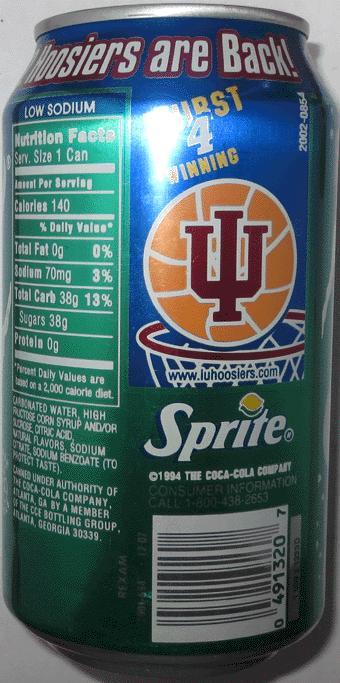 Hoosiers are Back!
LOW SODIUM
Nutrition Facts
Serv. Size 1 Can
Amount Per Serving
Calories 140
% Daily Value*
Total Fat 0g 0%
Sodium 70mg 3%
Total Carb 38g 13%
Sugars 38g
Protein 0g
*Percent Daily Values are
based on a 2,000 calorie diet.
CARBONATED WATER, HIGH
FRUCTOSE CORN SYRUP AND/OR
SUCROSE, CITRIC ACID,
NATURAL FLAVORS, SODIUM
CITRATE, SODIUM BENZOATE (TO
PROTECT TASTE).
CANNED UNDER AUTHORITY OF
THE COCA-COLA COMPANY,
ATLANTA, GA BY A MEMBER
OF THE CCE BOTTLING GROUP,
ATLANTA, GEORGIA 30339.
4
WINNING
2002-0854
IU
www.iuhoosiers.com
Sprite®
©1994 THE COCA-COLA COMPANY
CONSUMER INFORMATION
CALL 1-800-438-2653
REXAM
0 491320 7